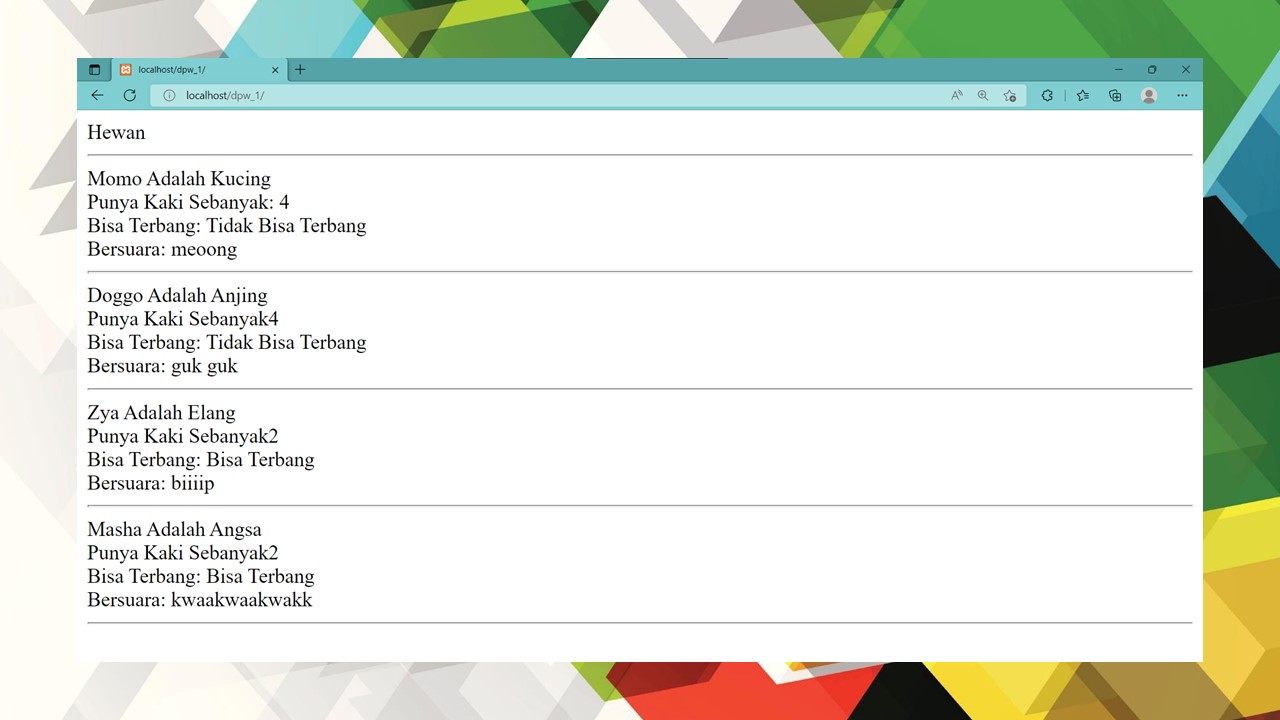 localhost/dpw_1/
localhost/dpw_1/
Hewan
Momo Adalah Kucing
Punya Kaki Sebanyak: 4
Bisa Terbang: Tidak Bisa Terbang
Bersuara: meoong
Doggo Adalah Anjing
Punya Kaki Sebanyak4
Bisa Terbang: Tidak Bisa Terbang
Bersuara: guk guk
Zya Adalah Elang
Punya Kaki Sebanyak2
Bisa Terbang: Bisa Terbang
Bersuara: biiiip
Masha Adalah Angsa
Punya Kaki Sebanyak2
Bisa Terbang: Bisa Terbang
Bersuara: kwaakwaakwakk